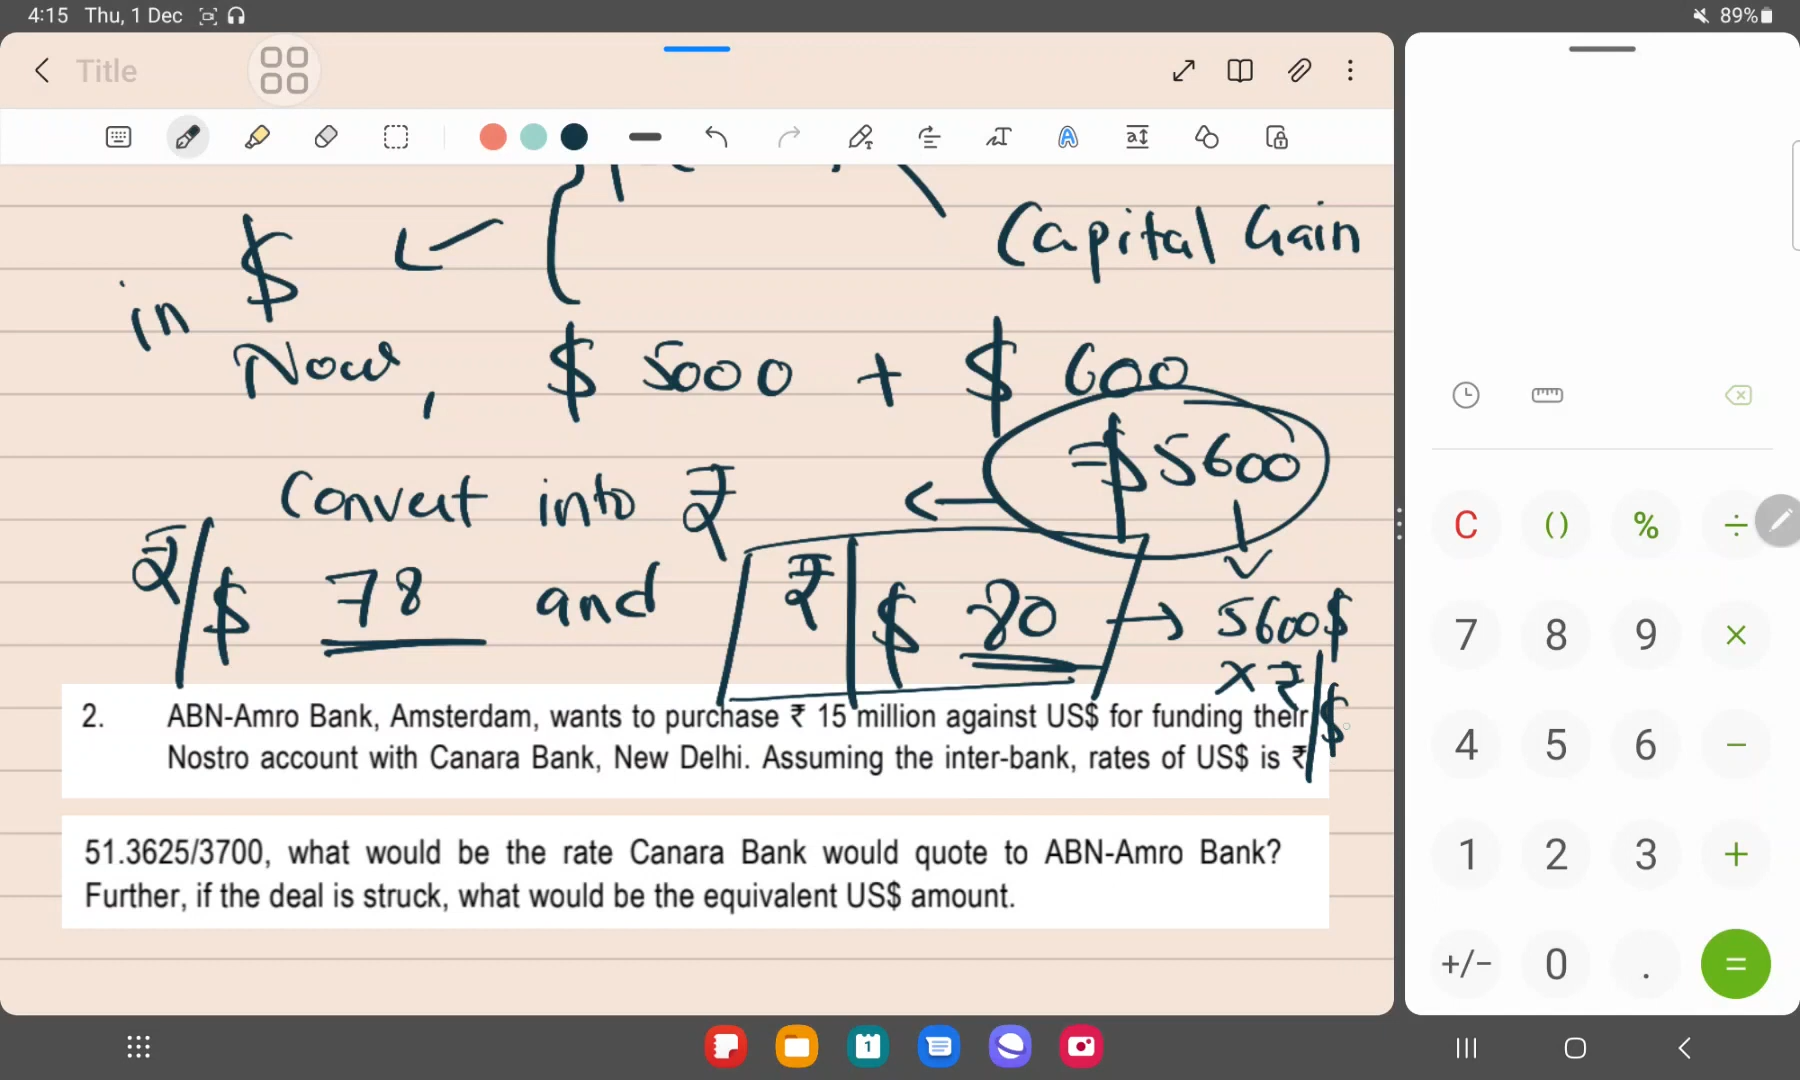 4:15 Thu, 1 Dec
89%
Title
Capital Gain
in $
Now, $ 5000 + $ 600
= $ 5600
Convert into ₹
₹/$ 78 and ₹/$ 80 → 5600$
x ₹/$
2. ABN-Amro Bank, Amsterdam, wants to purchase ₹ 15 million against US$ for funding their
Nostro account with Canara Bank, New Delhi. Assuming the inter-bank, rates of US$ is ₹
51.3625/3700, what would be the rate Canara Bank would quote to ABN-Amro Bank?
Further, if the deal is struck, what would be the equivalent US$ amount.
C () % ÷
7 8 9 ×
4 5 6 −
1 2 3 +
+/− 0 . =
1